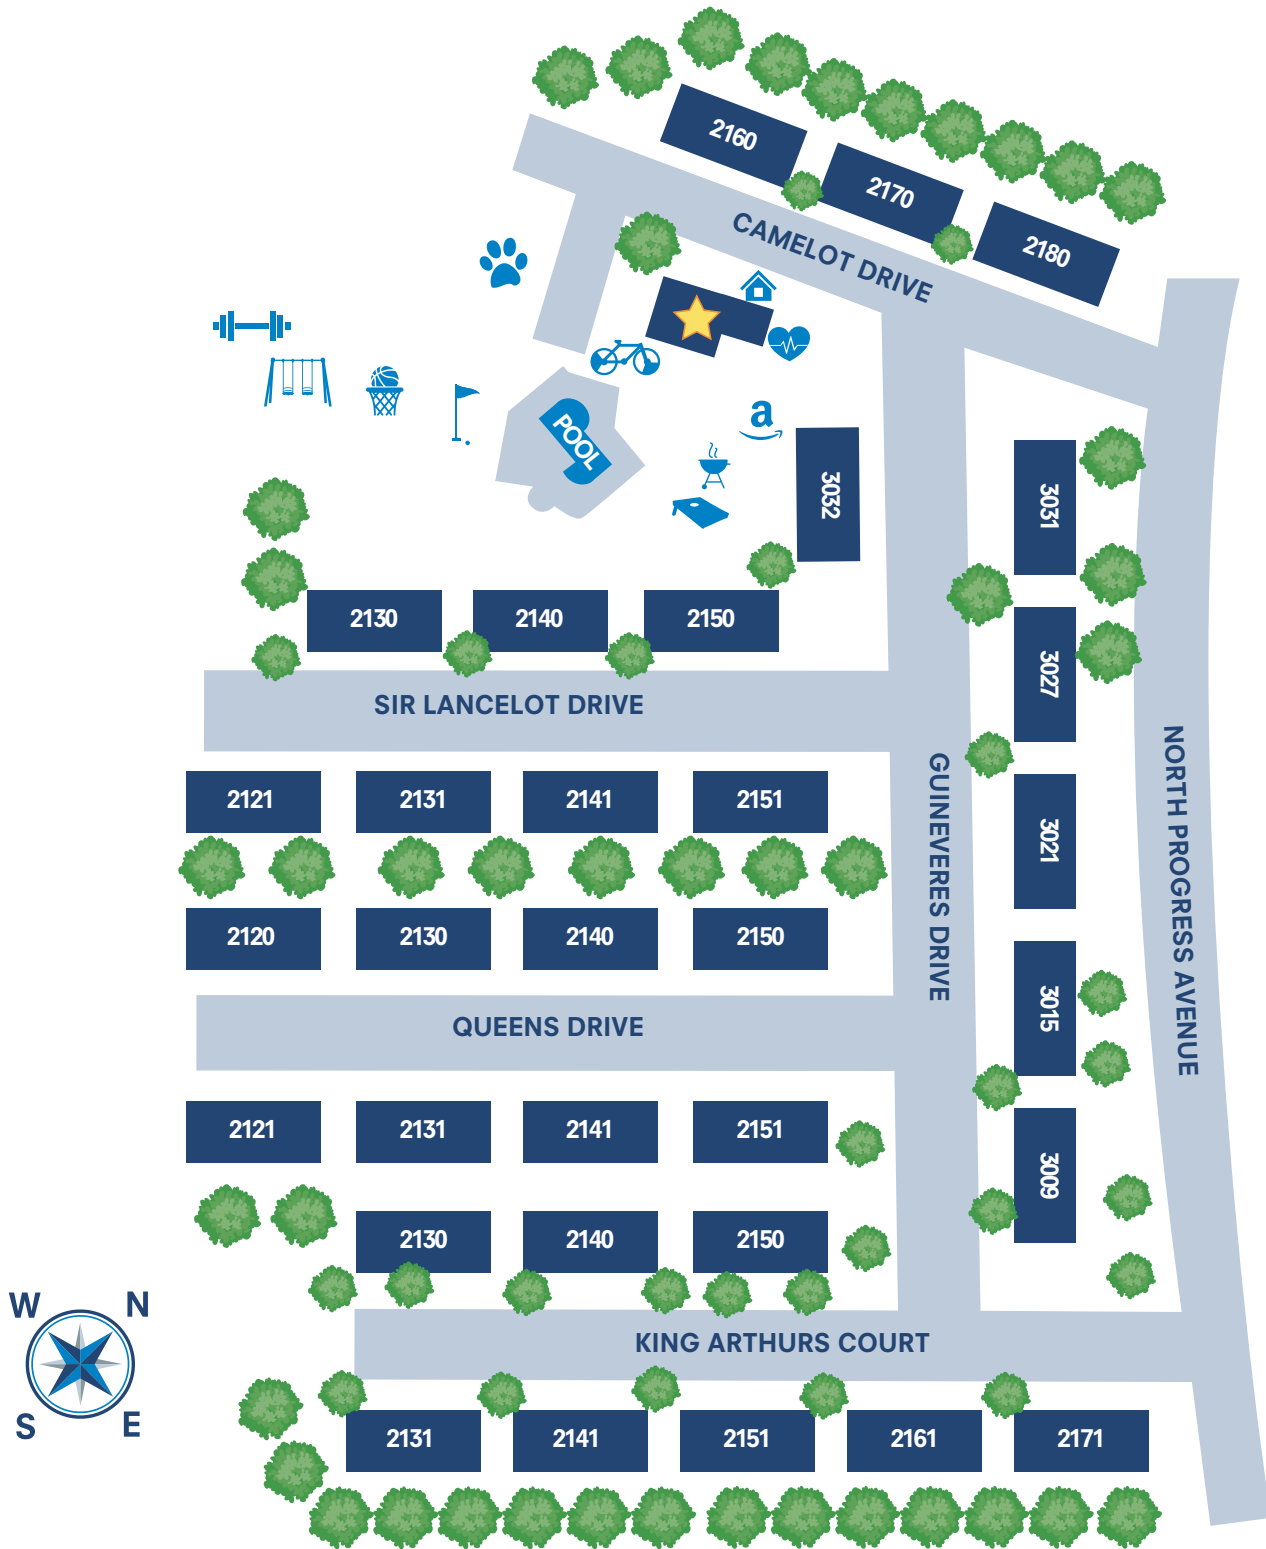 2160
2170
2180
CAMELOT DRIVE
a
POOL
3032
3031
2130
2140
2150
3027
SIR LANCELOT DRIVE
GUINEVERES DRIVE
NORTH PROGRESS AVENUE
2121
2131
2141
2151
3021
2120
2130
2140
2150
3015
QUEENS DRIVE
2121
2131
2141
2151
3009
2130
2140
2150
W
N
S
E
KING ARTHURS COURT
2131
2141
2151
2161
2171